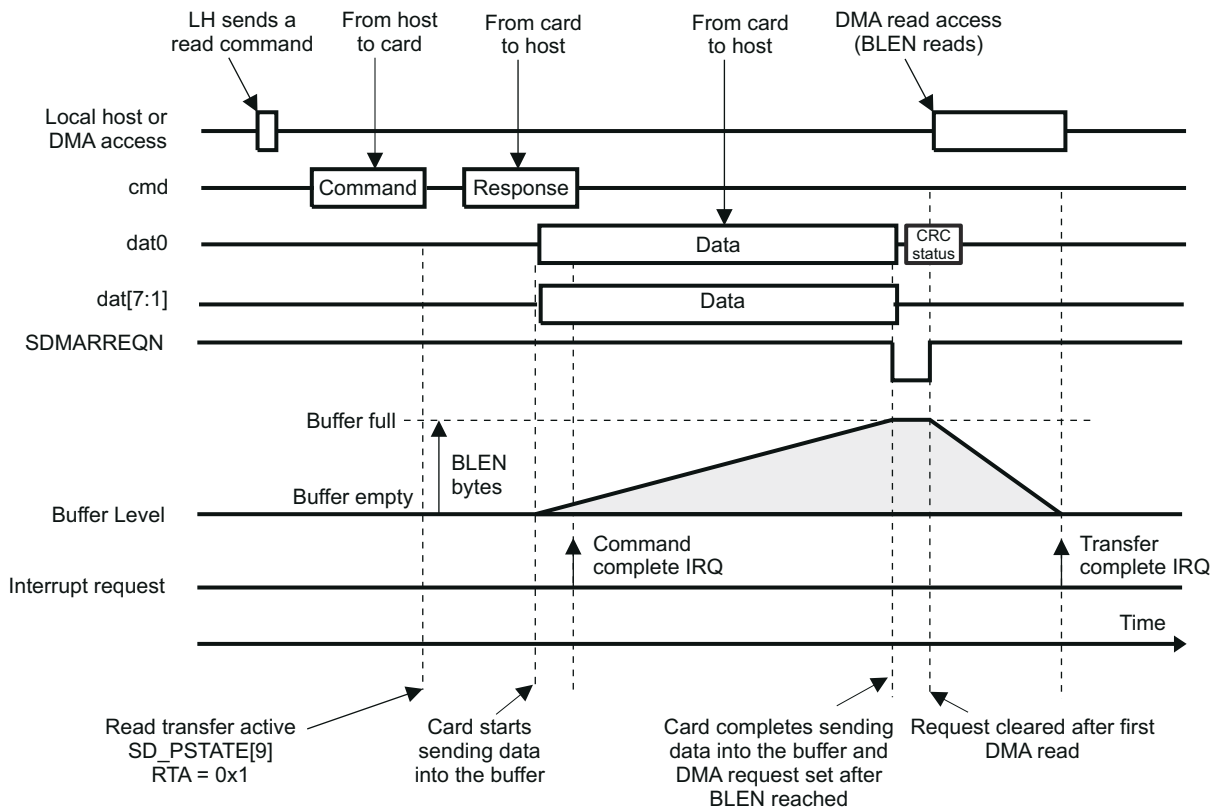 LH sends a
read command
From host
to card
From card
to host
From card
to host
DMA read access
(BLEN reads)
Local host or
DMA access
cmd
Command
Response
dat0
Data
CRC
status
dat[7:1]
Data
SDMARREQN
Buffer full
BLEN
bytes
Buffer empty
Buffer Level
Command
complete IRQ
Transfer
complete IRQ
Interrupt request
Time
Read transfer active
SD_PSTATE[9]
RTA = 0x1
Card starts
sending data
into the buffer
Card completes sending
data into the buffer and
DMA request set after
BLEN reached
Request cleared after first
DMA read